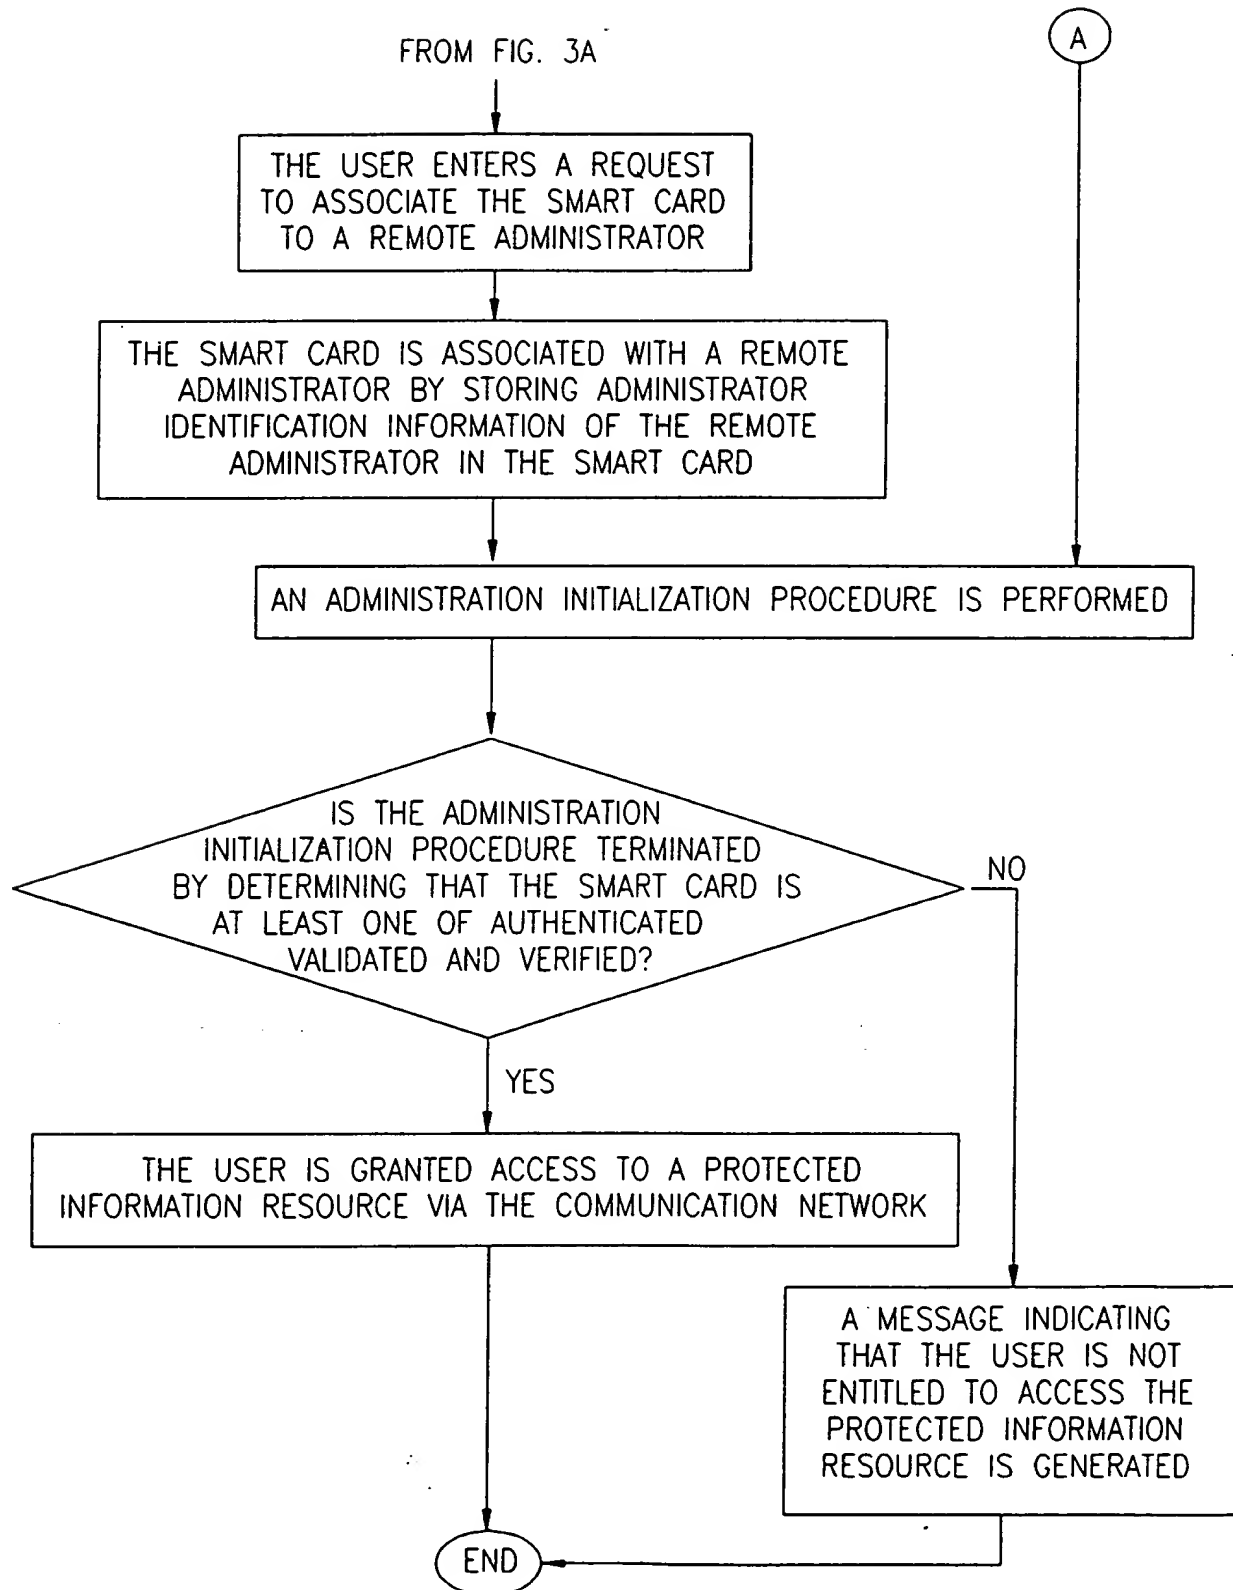 FROM FIG. 3A
A
THE USER ENTERS A REQUEST
TO ASSOCIATE THE SMART CARD
TO A REMOTE ADMINISTRATOR
THE SMART CARD IS ASSOCIATED WITH A REMOTE
ADMINISTRATOR BY STORING ADMINISTRATOR
IDENTIFICATION INFORMATION OF THE REMOTE
ADMINISTRATOR IN THE SMART CARD
AN ADMINISTRATION INITIALIZATION PROCEDURE IS PERFORMED
IS THE ADMINISTRATION
INITIALIZATION PROCEDURE TERMINATED
BY DETERMINING THAT THE SMART CARD IS
AT LEAST ONE OF AUTHENTICATED
VALIDATED AND VERIFIED?
NO
YES
THE USER IS GRANTED ACCESS TO A PROTECTED
INFORMATION RESOURCE VIA THE COMMUNICATION NETWORK
A MESSAGE INDICATING
THAT THE USER IS NOT
ENTITLED TO ACCESS THE
PROTECTED INFORMATION
RESOURCE IS GENERATED
END